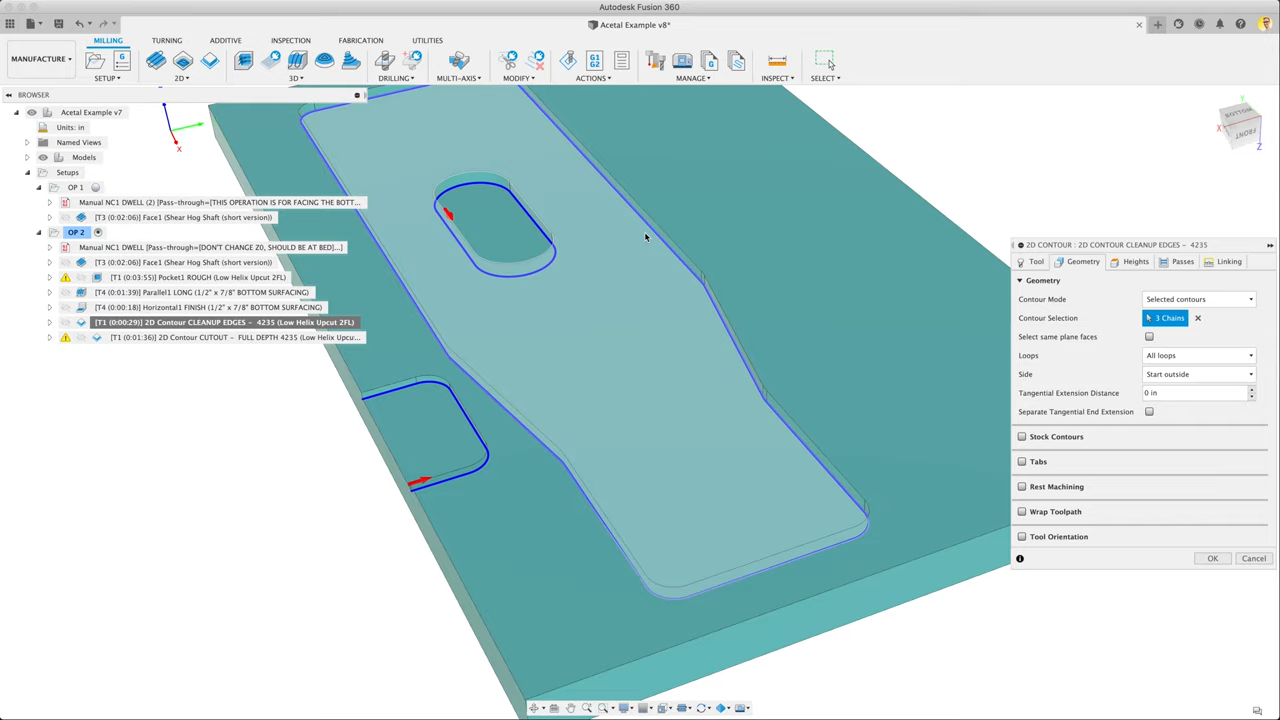 Autodesk Fusion 360
Acetal Example v8*
MILLING TURNING ADDITIVE INSPECTION FABRICATION UTILITIES
MANUFACTURE
SETUP 2D 3D DRILLING MULTI-AXIS MODIFY ACTIONS MANAGE INSPECT SELECT
BROWSER
Acetal Example v7
Units: in
Named Views
Models
Setups
OP 1
Manual NC1 DWELL (2) [Pass-through=[THIS OPERATION IS FOR FACING THE BOTT...
[T3 (0:02:06)] Face1 (Shear Hog Shaft (short version))
OP 2
Manual NC1 DWELL [Pass-through=[DON'T CHANGE Z0, SHOULD BE AT BED]...]
[T3 (0:02:06)] Face1 (Shear Hog Shaft (short version))
[T1 (0:03:55)] Pocket1 ROUGH (Low Helix Upcut 2FL)
[T4 (0:01:39)] Parallel1 LONG (1/2" x 7/8" BOTTOM SURFACING)
[T4 (0:00:18)] Horizontal1 FINISH (1/2" x 7/8" BOTTOM SURFACING)
[T1 (0:00:29)] 2D Contour CLEANUP EDGES - 4235 (Low Helix Upcut 2FL)
[T1 (0:01:36)] 2D Contour CUTOUT - FULL DEPTH 4235 (Low Helix Upcu...
X
FRONT
X
Z
2D CONTOUR : 2D CONTOUR CLEANUP EDGES - 4235
Tool Geometry Heights Passes Linking
Geometry
Contour Mode Selected contours
Contour Selection 3 Chains
Select same plane faces
Loops All loops
Side Start outside
Tangential Extension Distance 0 in
Separate Tangential End Extension
Stock Contours
Tabs
Rest Machining
Wrap Toolpath
Tool Orientation
OK Cancel